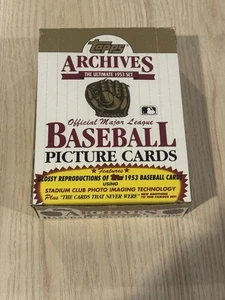 Topps
ARCHIVES
THE ULTIMATE 1953 SET
Official Major League
BASEBALL
PICTURE CARDS
Features
GLOSSY REPRODUCTIONS OF Topps 1953 BASEBALL CARDS
USING
STADIUM CLUB PHOTO IMAGING TECHNOLOGY
Plus "THE CARDS THAT NEVER WERE"
ARCHIVES